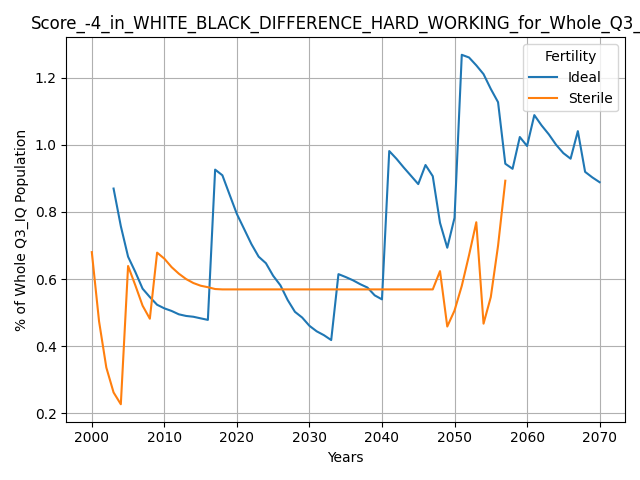 Score_-4_in_WHITE_BLACK_DIFFERENCE_HARD_WORKING_for_Whole_Q3_
Fertility
Ideal
Sterile
% of Whole Q3_IQ Population
1.2
1.0
0.8
0.6
0.4
0.2
2000 2010 2020 2030 2040 2050 2060 2070
Years